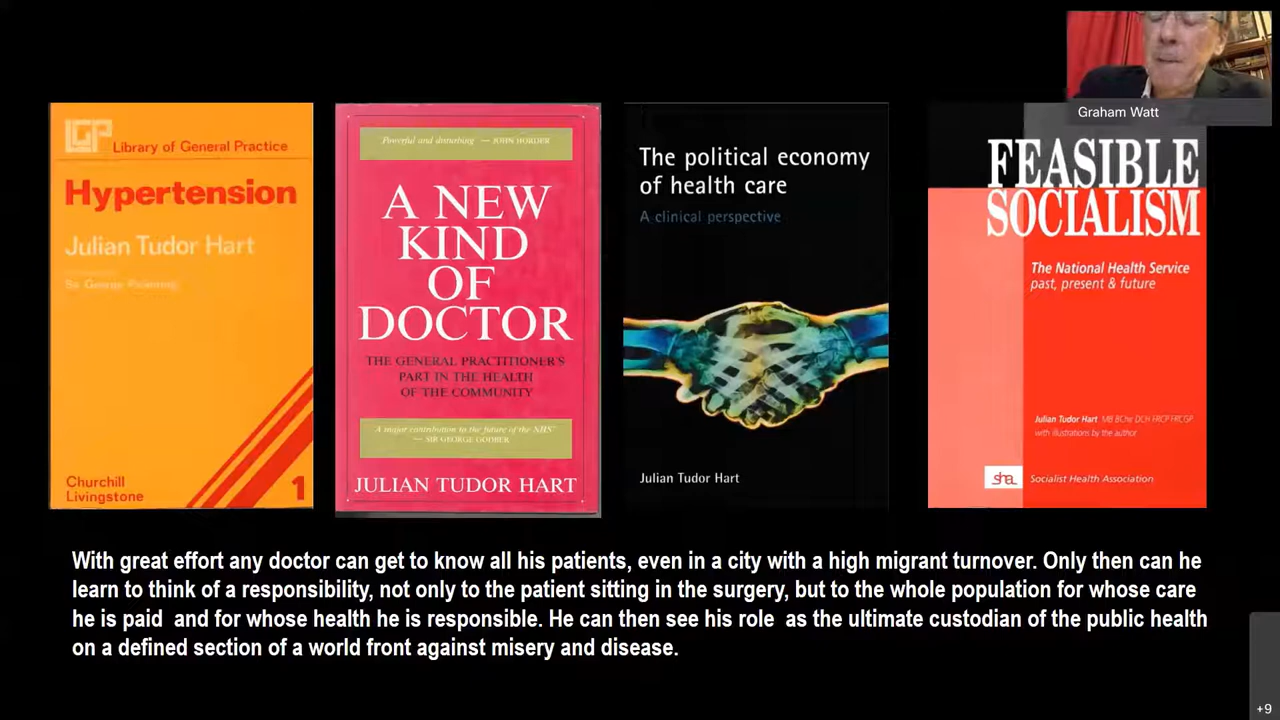 Graham Watt
LGP
Library of General Practice
Hypertension
Julian Tudor Hart
Sir George Pickering
Churchill
Livingstone
1
Powerful and disturbing — JOHN HORDER
A NEW
KIND
OF
DOCTOR
THE GENERAL PRACTITIONER'S
PART IN THE HEALTH
OF THE COMMUNITY
'A major contribution to the future of the NHS'
— SIR GEORGE GODBER
JULIAN TUDOR HART
The political economy
of health care
A clinical perspective
Julian Tudor Hart
FEASIBLE
SOCIALISM
The National Health Service
past, present & future
Julian Tudor Hart MB BChir DCH FRCP FRCGP
with illustrations by the author
sha
Socialist Health Association
With great effort any doctor can get to know all his patients, even in a city with a high migrant turnover. Only then can he
learn to think of a responsibility, not only to the patient sitting in the surgery, but to the whole population for whose care
he is paid and for whose health he is responsible. He can then see his role as the ultimate custodian of the public health
on a defined section of a world front against misery and disease.
+9